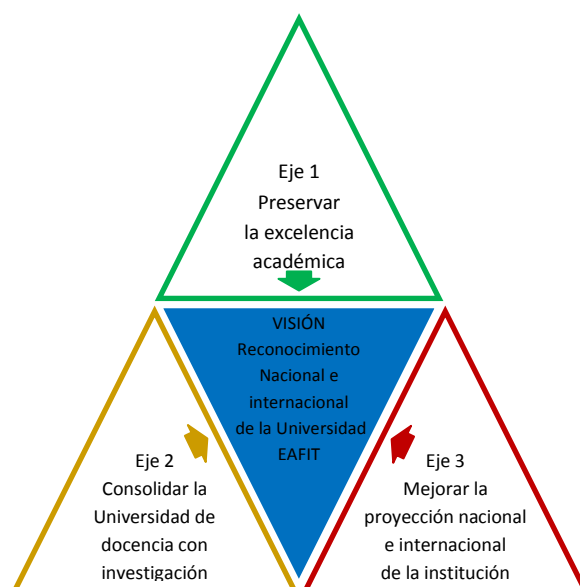 Eje 1
Preservar
la excelencia
académica
VISIÓN
Reconocimiento
Nacional e
internacional
de la Universidad
EAFIT
Eje 2
Consolidar la
Universidad de
docencia con
investigación
Eje 3
Mejorar la
proyección nacional
e internacional
de la institución